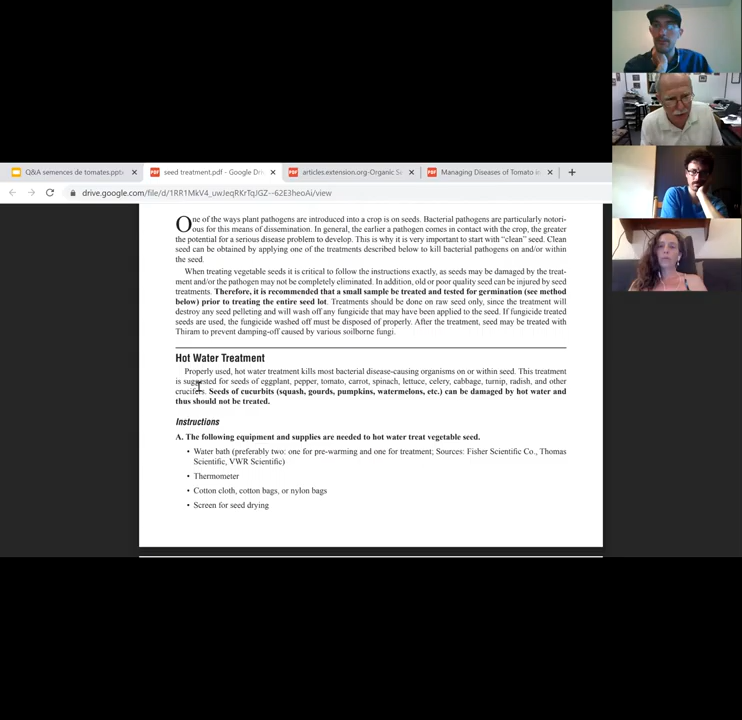 Q&A semences de tomates.ppt
seed treatment.pdf - Google Dri
articles.extension.org-Organic S
Managing Diseases of Tomato i
drive.google.com/file/d/1RR1MkV4_uwJeqRKrTqJGZ--62E3heoAi/view
One of the ways plant pathogens are introduced into a crop is on seeds. Bacterial pathogens are particularly notori-
ous for this means of dissemination. In general, the earlier a pathogen comes in contact with the crop, the greater
the potential for a serious disease problem to develop. This is why it is very important to start with “clean” seed. Clean
seed can be obtained by applying one of the treatments described below to kill bacterial pathogens on and/or within
the seed.
When treating vegetable seeds it is critical to follow the instructions exactly, as seeds may be damaged by the treat-
ment and/or the pathogen may not be completely eliminated. In addition, old or poor quality seed can be injured by seed
treatments. Therefore, it is recommended that a small sample be treated and tested for germination (see method
below) prior to treating the entire seed lot. Treatments should be done on raw seed only, since the treatment will
destroy any seed pelleting and will wash off any fungicide that may have been applied to the seed. If fungicide treated
seeds are used, the fungicide washed off must be disposed of properly. After the treatment, seed may be treated with
Thiram to prevent damping-off caused by various soilborne fungi.
Hot Water Treatment
Properly used, hot water treatment kills most bacterial disease-causing organisms on or within seed. This treatment
is suggested for seeds of eggplant, pepper, tomato, carrot, spinach, lettuce, celery, cabbage, turnip, radish, and other
crucifers. Seeds of cucurbits (squash, gourds, pumpkins, watermelons, etc.) can be damaged by hot water and
thus should not be treated.
Instructions
A. The following equipment and supplies are needed to hot water treat vegetable seed.
• Water bath (preferably two: one for pre-warming and one for treatment; Sources: Fisher Scientific Co., Thomas
Scientific, VWR Scientific)
• Thermometer
• Cotton cloth, cotton bags, or nylon bags
• Screen for seed drying